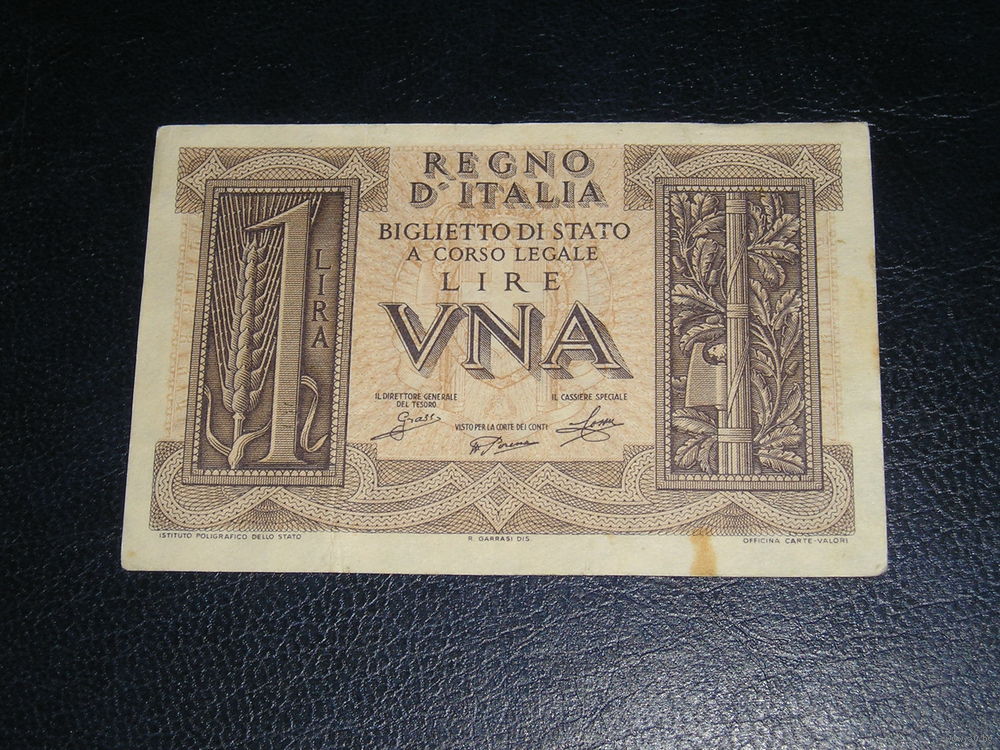 REGNO
D'ITALIA
BIGLIETTO DI STATO
A CORSO LEGALE
LIRE
VNA
1
LIRA
IL DIRETTORE GENERALE
DEL TESORO
Grassi
VISTO PER LA CORTE DEI CONTI
IL CASSIERE SPECIALE
ISTITUTO POLIGRAFICO DELLO STATO
R. GARRASI DIS.
OFFICINA CARTE-VALORI